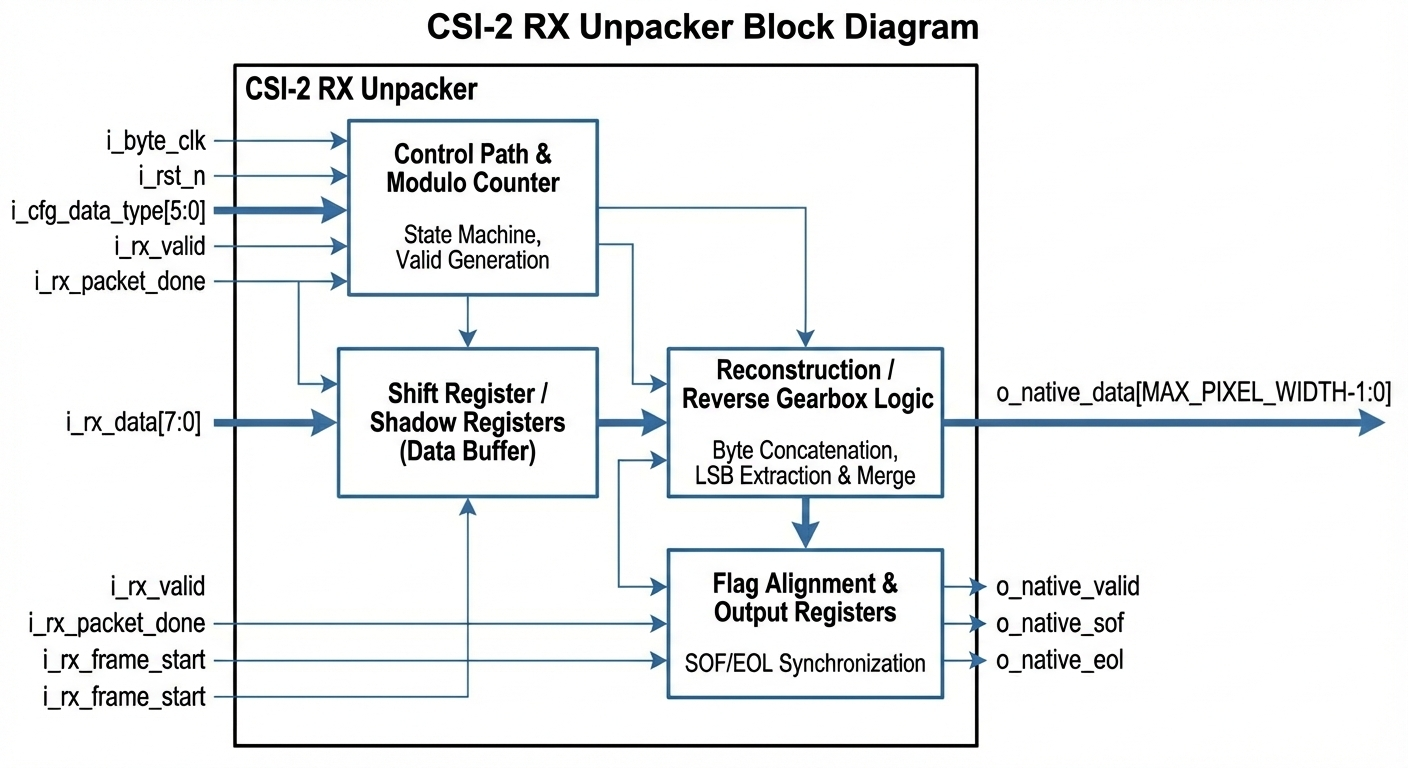 CSI-2 RX Unpacker Block Diagram
CSI-2 RX Unpacker
i_byte_clk
i_rst_n
i_cfg_data_type[5:0]
i_rx_valid
i_rx_packet_done
Control Path &
Modulo Counter
State Machine,
Valid Generation
i_rx_data[7:0]
Shift Register /
Shadow Registers
(Data Buffer)
Reconstruction /
Reverse Gearbox Logic
Byte Concatenation,
LSB Extraction & Merge
o_native_data[MAX_PIXEL_WIDTH-1:0]
i_rx_valid
i_rx_packet_done
i_rx_frame_start
i_rx_frame_start
Flag Alignment &
Output Registers
SOF/EOL Synchronization
o_native_valid
o_native_sof
o_native_eol